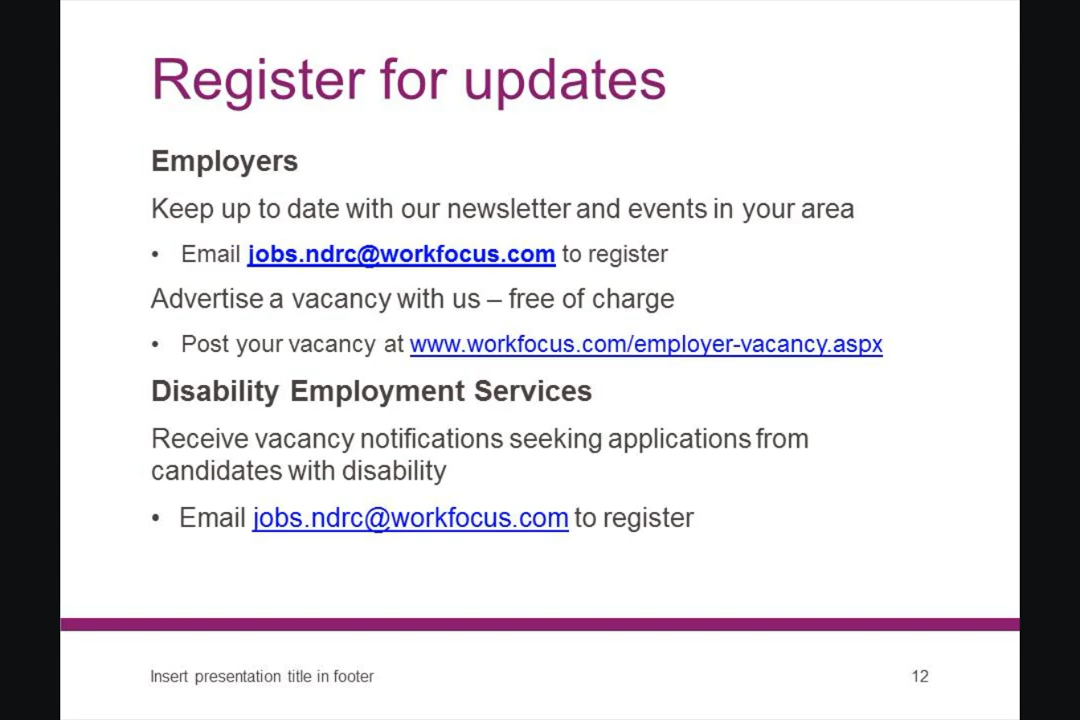 Register for updates
Employers
Keep up to date with our newsletter and events in your area
• Email jobs.ndrc@workfocus.com to register
Advertise a vacancy with us – free of charge
• Post your vacancy at www.workfocus.com/employer-vacancy.aspx
Disability Employment Services
Receive vacancy notifications seeking applications from
candidates with disability
• Email jobs.ndrc@workfocus.com to register
Insert presentation title in footer
12